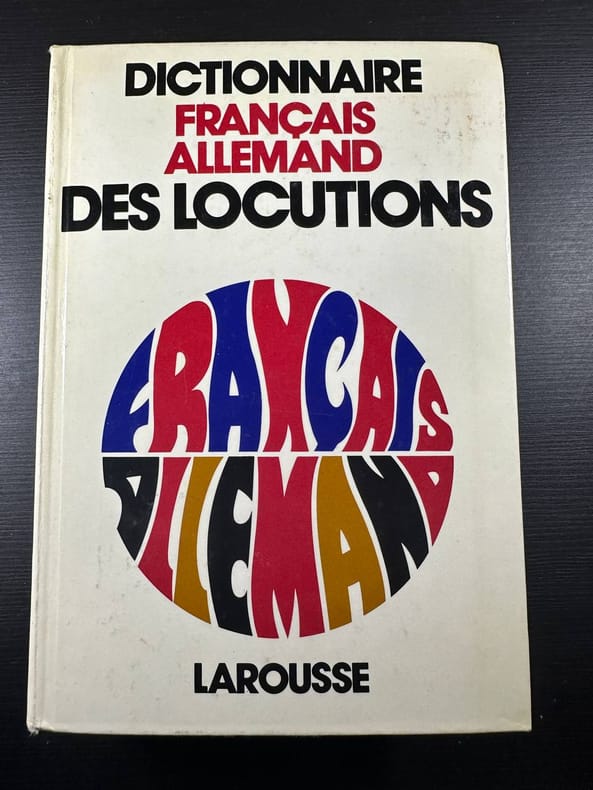 DICTIONNAIRE
FRANÇAIS
ALLEMAND
DES LOCUTIONS
FRANÇAIS
ALLEMAND
LAROUSSE